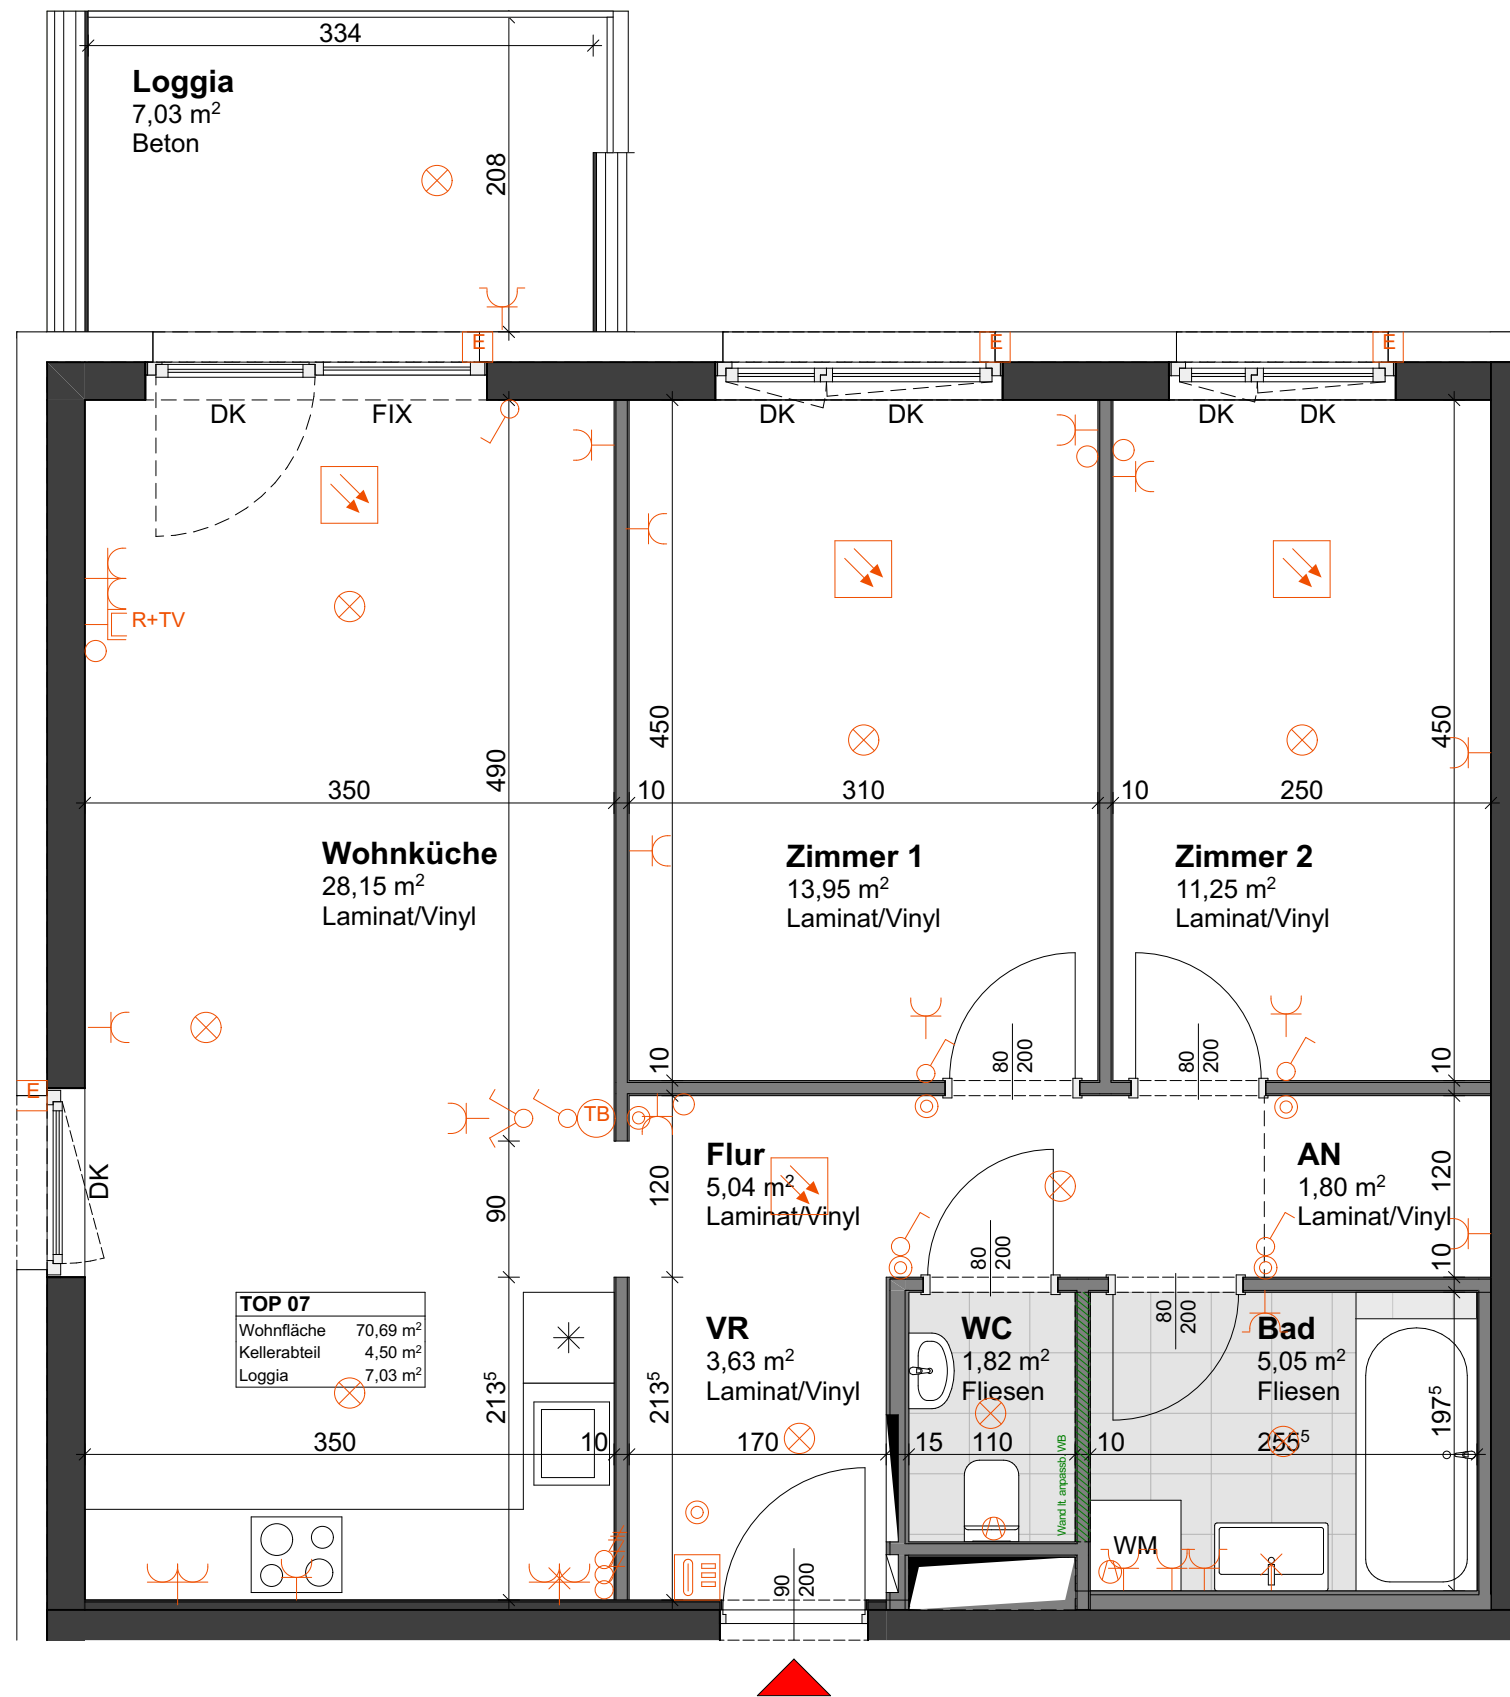 334
Loggia
7,03 m²
Beton
208
E
E
E
DK
FIX
DK
DK
DK
DK
R+TV
490
450
450
350
10
310
10
250
Wohnküche
28,15 m²
Laminat/Vinyl
Zimmer 1
13,95 m²
Laminat/Vinyl
Zimmer 2
11,25 m²
Laminat/Vinyl
10
80
200
80
200
10
E
TB
DK
90
Flur
5,04 m²
Laminat/Vinyl
120
AN
1,80 m²
Laminat/Vinyl
120
10
80
200
80
200
TOP 07
Wohnfläche 70,69 m²
Kellerabteil 4,50 m²
Loggia 7,03 m²
VR
3,63 m²
Laminat/Vinyl
WC
1,82 m²
Fliesen
Bad
5,05 m²
Fliesen
213⁵
213⁵
197⁵
350
10
170
15
110
10
255⁵
Wand lt. anpassb. WB
WM
90
200